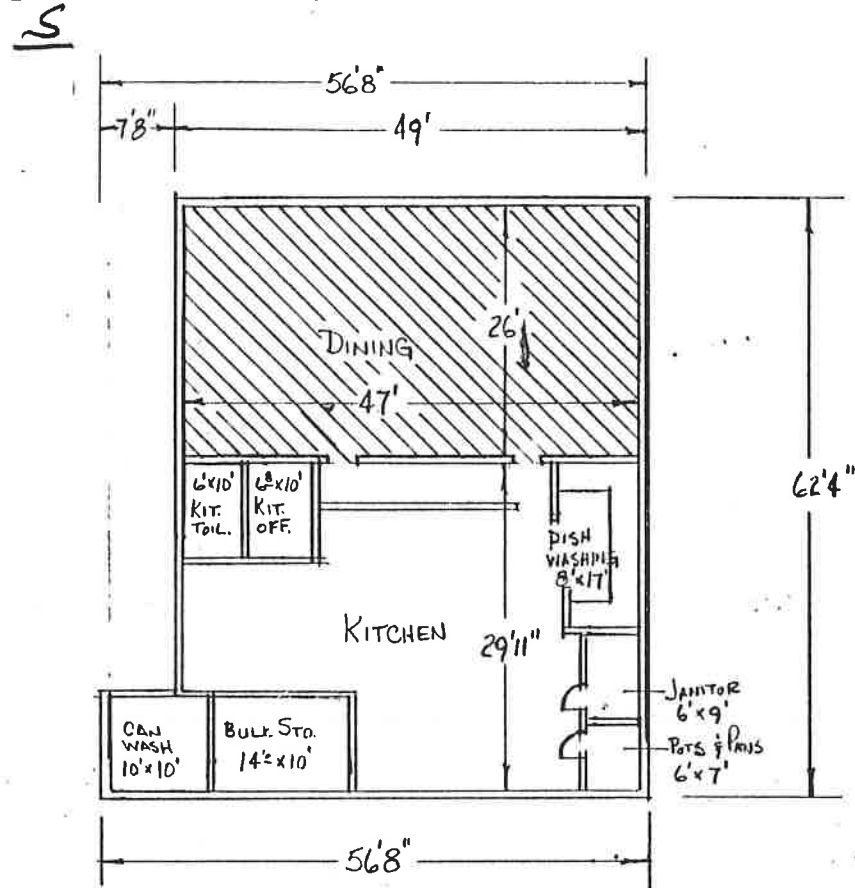 S
56'8"
7'8"
49'
DINING
26'
47'
62'4"
6'x10'
KIT.
TOIL.
6'8x10'
KIT.
OFF.
DISH
WASHING
8'x17'
KITCHEN
29'11"
JANITOR
6'x9'
POTS & PANS
6'x7'
CAN
WASH
10'x10'
BULK STO.
14'² x10'
56'8"